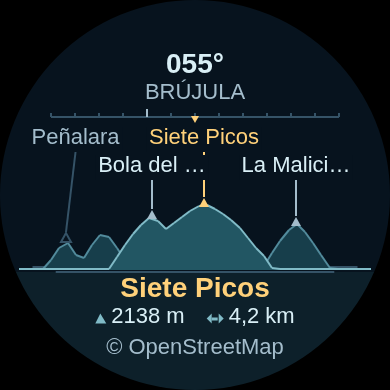 055°
BRÚJULA
Peñalara Siete Picos
Bola del … La Malici…
Siete Picos
2138 m 4,2 km
© OpenStreetMap